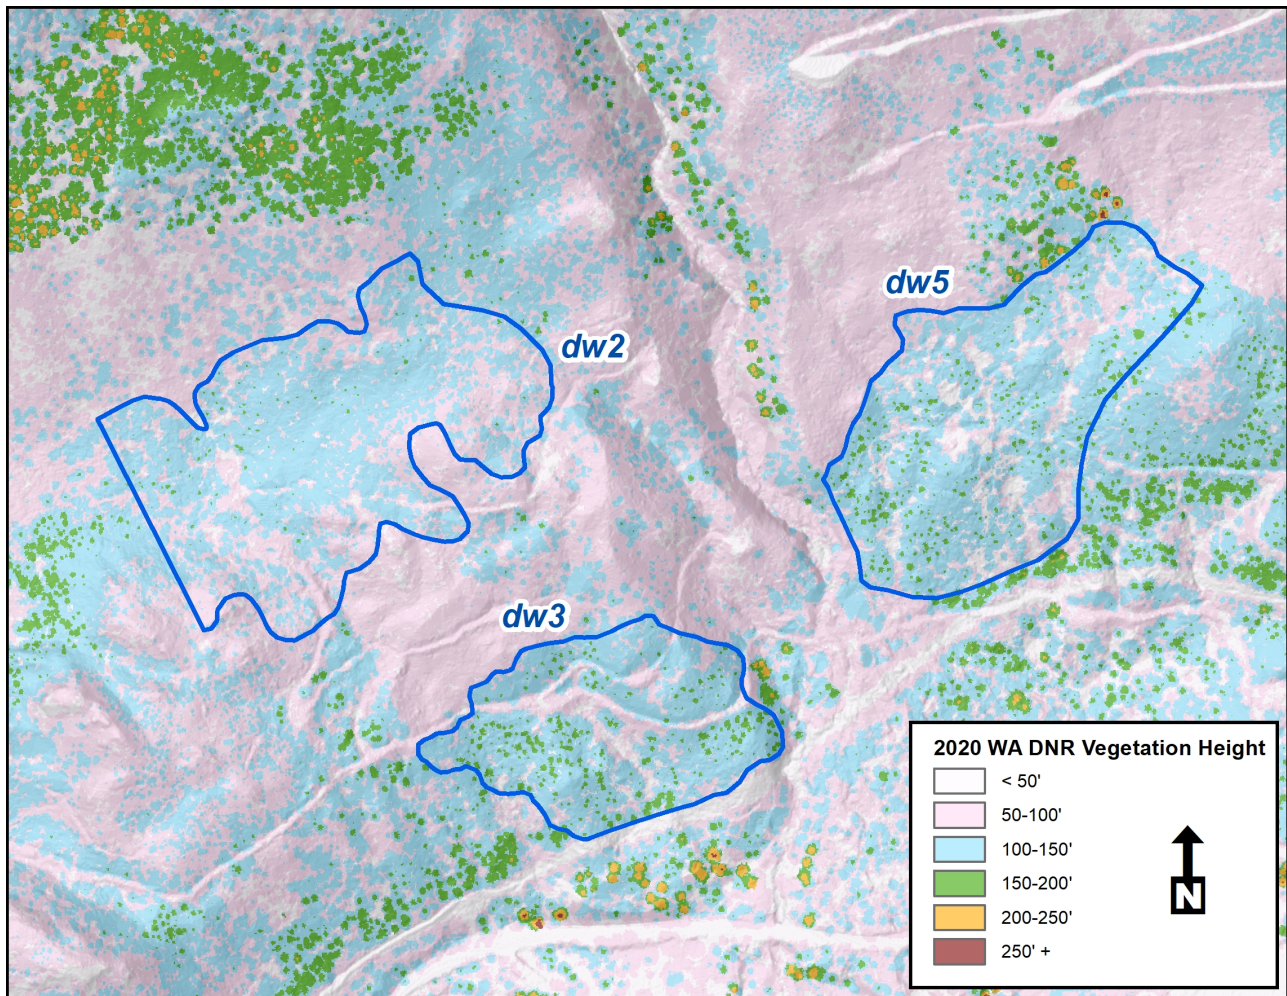 dw5
dw2
dw3
2020 WA DNR Vegetation Height
< 50'
50-100'
100-150'
150-200'
200-250'
250' +
N